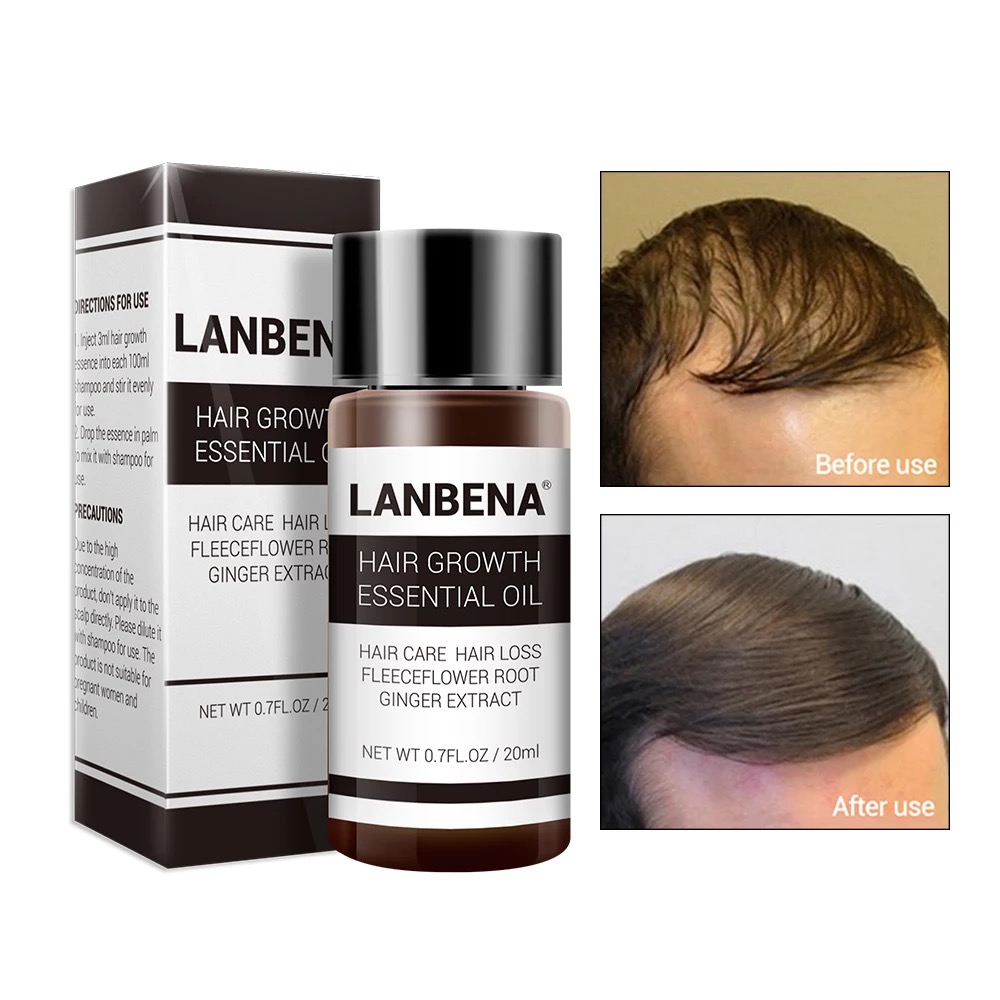 DIRECTIONS FOR USE
1. Inject 3ml hair growth
essence into each 100ml
shampoo and stir it evenly
for use.
2. Drop the essence in palm
to mix it with shampoo for
use.
PRECAUTIONS
Due to the high
concentration of the
product, don't apply it to the
scalp directly. Please dilute it
with shampoo for use. The
product is not suitable for
pregnant women and
children.
LANBEN
HAIR GROWT
ESSENTIAL O
HAIR CARE HAIR L
FLEECEFLOWER R
GINGER EXTRAC
NET WT 0.7FL.OZ / 2
LANBENA®
HAIR GROWTH
ESSENTIAL OIL
HAIR CARE HAIR LOSS
FLEECEFLOWER ROOT
GINGER EXTRACT
NET WT 0.7FL.OZ / 20ml
Before use
After use